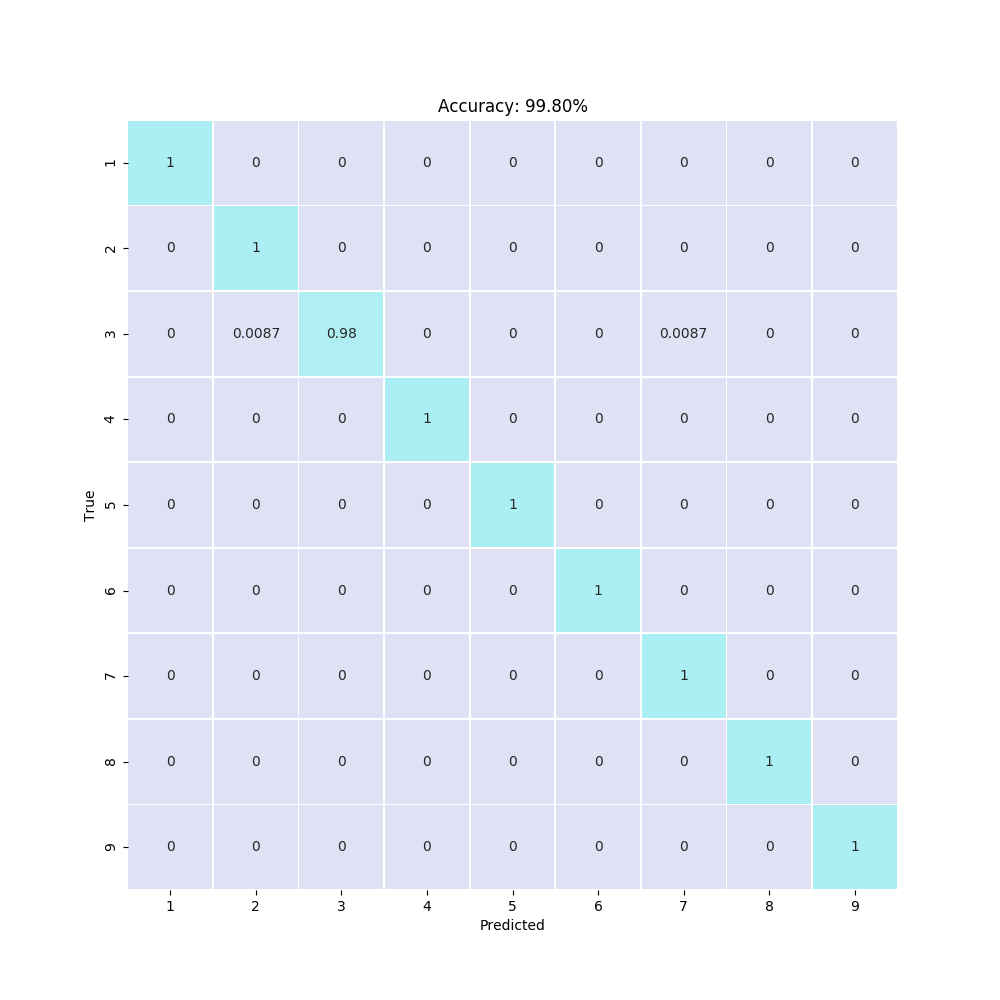 Accuracy: 99.80%
1 1 0 0 0 0 0 0 0 0
2 0 1 0 0 0 0 0 0 0
3 0 0.0087 0.98 0 0 0 0.0087 0 0
4 0 0 0 1 0 0 0 0 0
5 0 0 0 0 1 0 0 0 0
6 0 0 0 0 0 1 0 0 0
7 0 0 0 0 0 0 1 0 0
8 0 0 0 0 0 0 0 1 0
9 0 0 0 0 0 0 0 0 1
True
1 2 3 4 5 6 7 8 9
Predicted